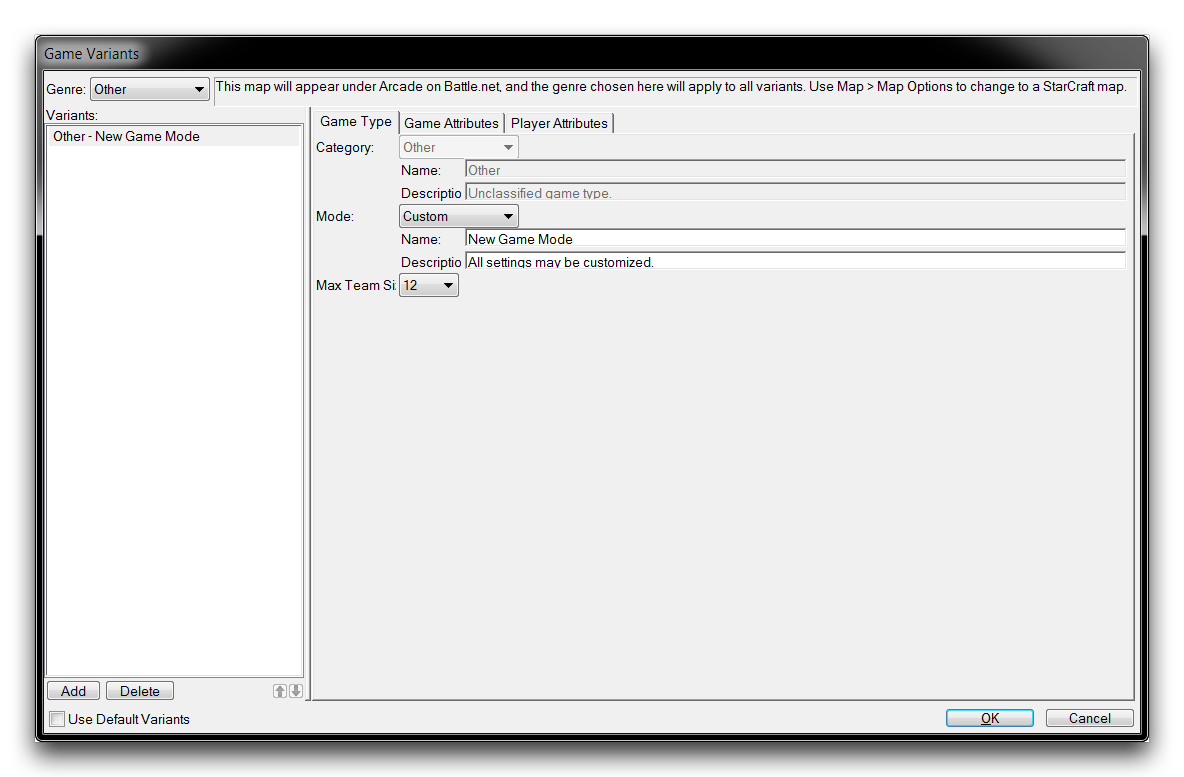 Game Variants
Genre: Other This map will appear under Arcade on Battle.net, and the genre chosen here will apply to all variants. Use Map > Map Options to change to a StarCraft map.
Variants:
Other - New Game Mode
Game Type Game Attributes Player Attributes
Category: Other
Name: Other
Descriptio Unclassified game type.
Mode: Custom
Name: New Game Mode
Descriptio All settings may be customized.
Max Team Si 12
Add Delete
Use Default Variants
OK Cancel